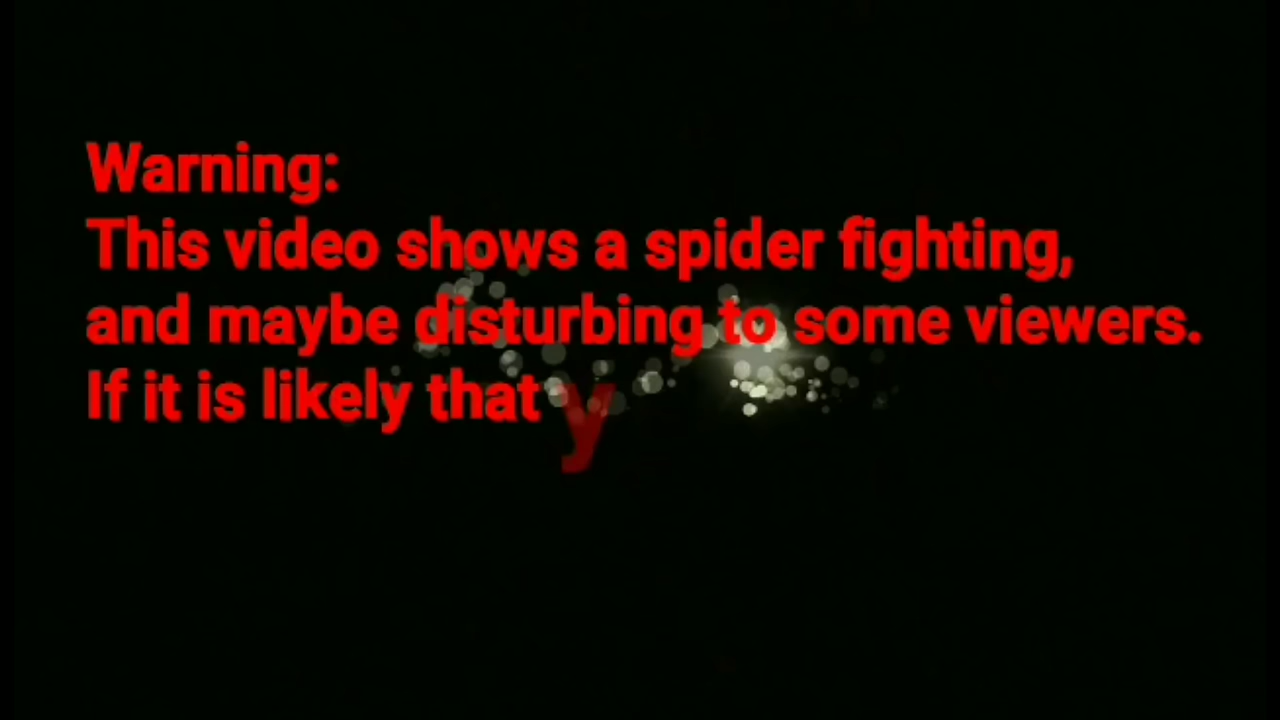 Warning:
This video shows a spider fighting,
and maybe disturbing to some viewers.
If it is likely that y